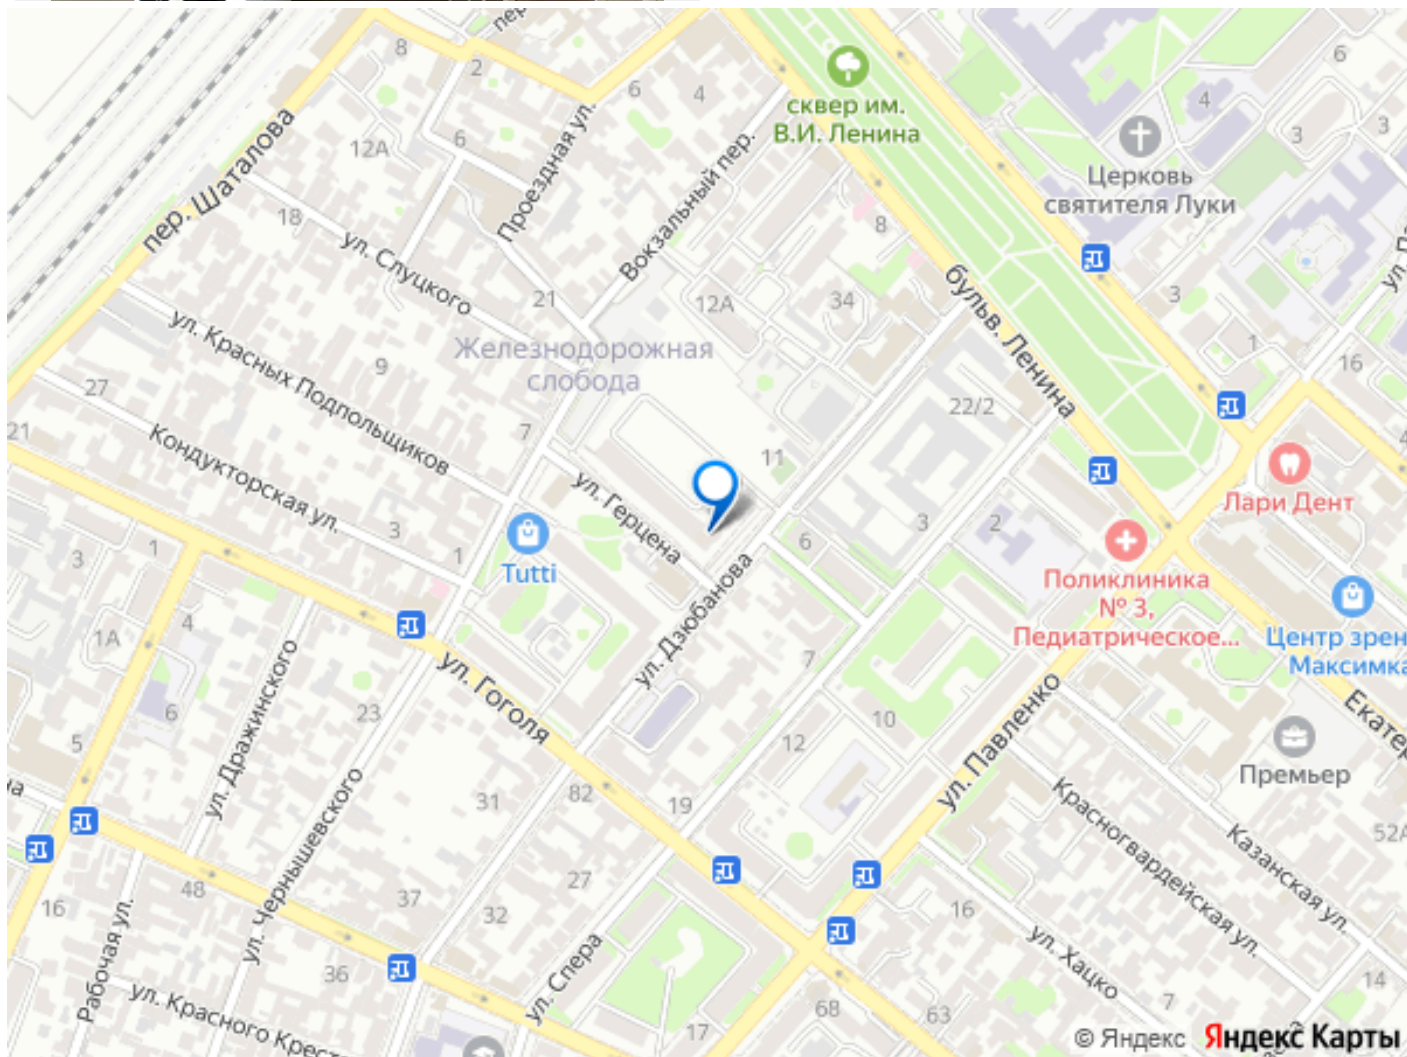 пер.
8
2
6
4
пер. Шаталова
12А
6
Проездная ул.
Вокзальный пер.
сквер им.
В.И. Ленина
6
4
3
3
Церковь
святителя Луки
18
ул. Слуцкого
8
21
12А
34
3
бульв. Ленина
ул. Красных Подпольщиков
9
Железнодорожная
слобода
1
16
27
22/2
21
Кондукторская ул.
7
11
ул. Герцена
Лари Дент
3
3
2
6
1
1
3
Tutti
Поликлиника
№ 3,
Педиатрическое...
Центр зрен
Максимка
ул. Дзюбанова
1А
4
ул. Дражинского
7
ул. Гоголя
6
23
10
12
5
ул. Павленко
Екатер
Премьер
31
82
19
ул. Чернышевского
Красногвардейская ул.
Казанская ул.
52А
48
37
27
32
16
Рабочая ул.
16
ул. Хацко
36
ул. Спера
14
7
ул. Красного Крест
68
63
17
© Яндекс Яндекс Карты